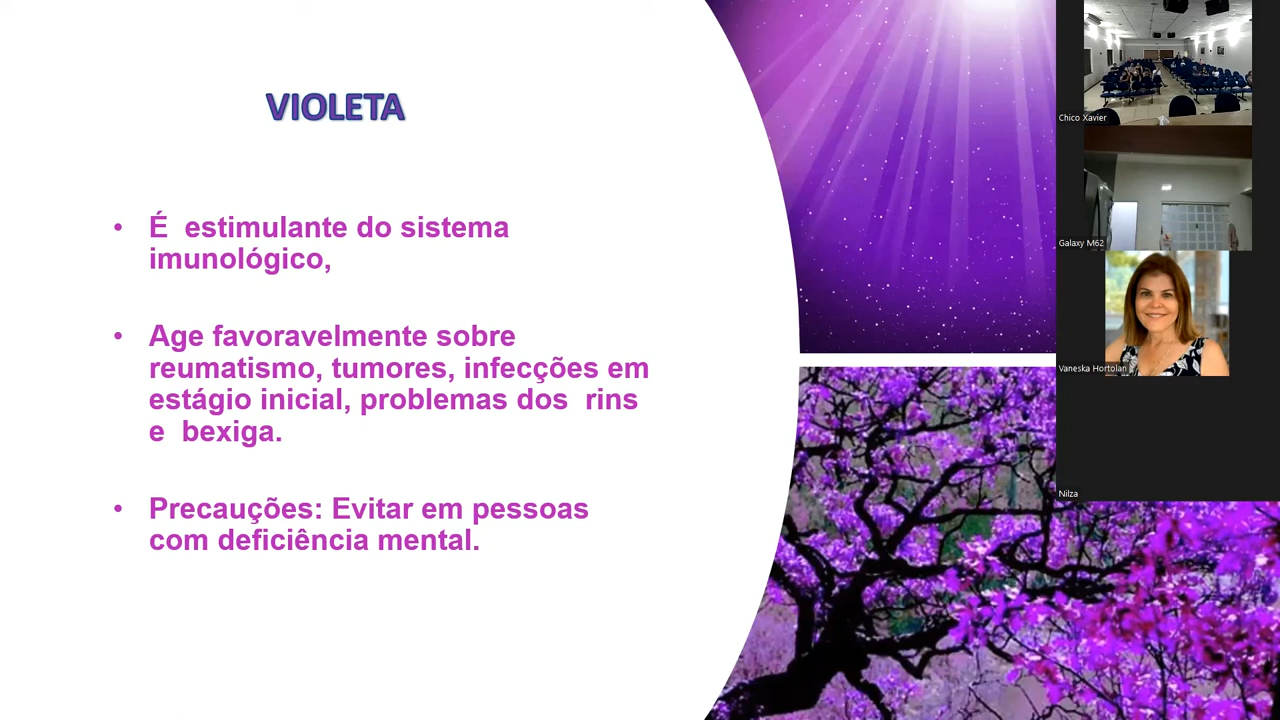 VIOLETA
• É  estimulante do sistema
imunológico,
• Age favoravelmente sobre
reumatismo, tumores, infecções em
estágio inicial, problemas dos  rins
e  bexiga.
• Precauções: Evitar em pessoas
com deficiência mental.
Chico Xavier
Galaxy M62
Vaneska Hortolan
Nilza